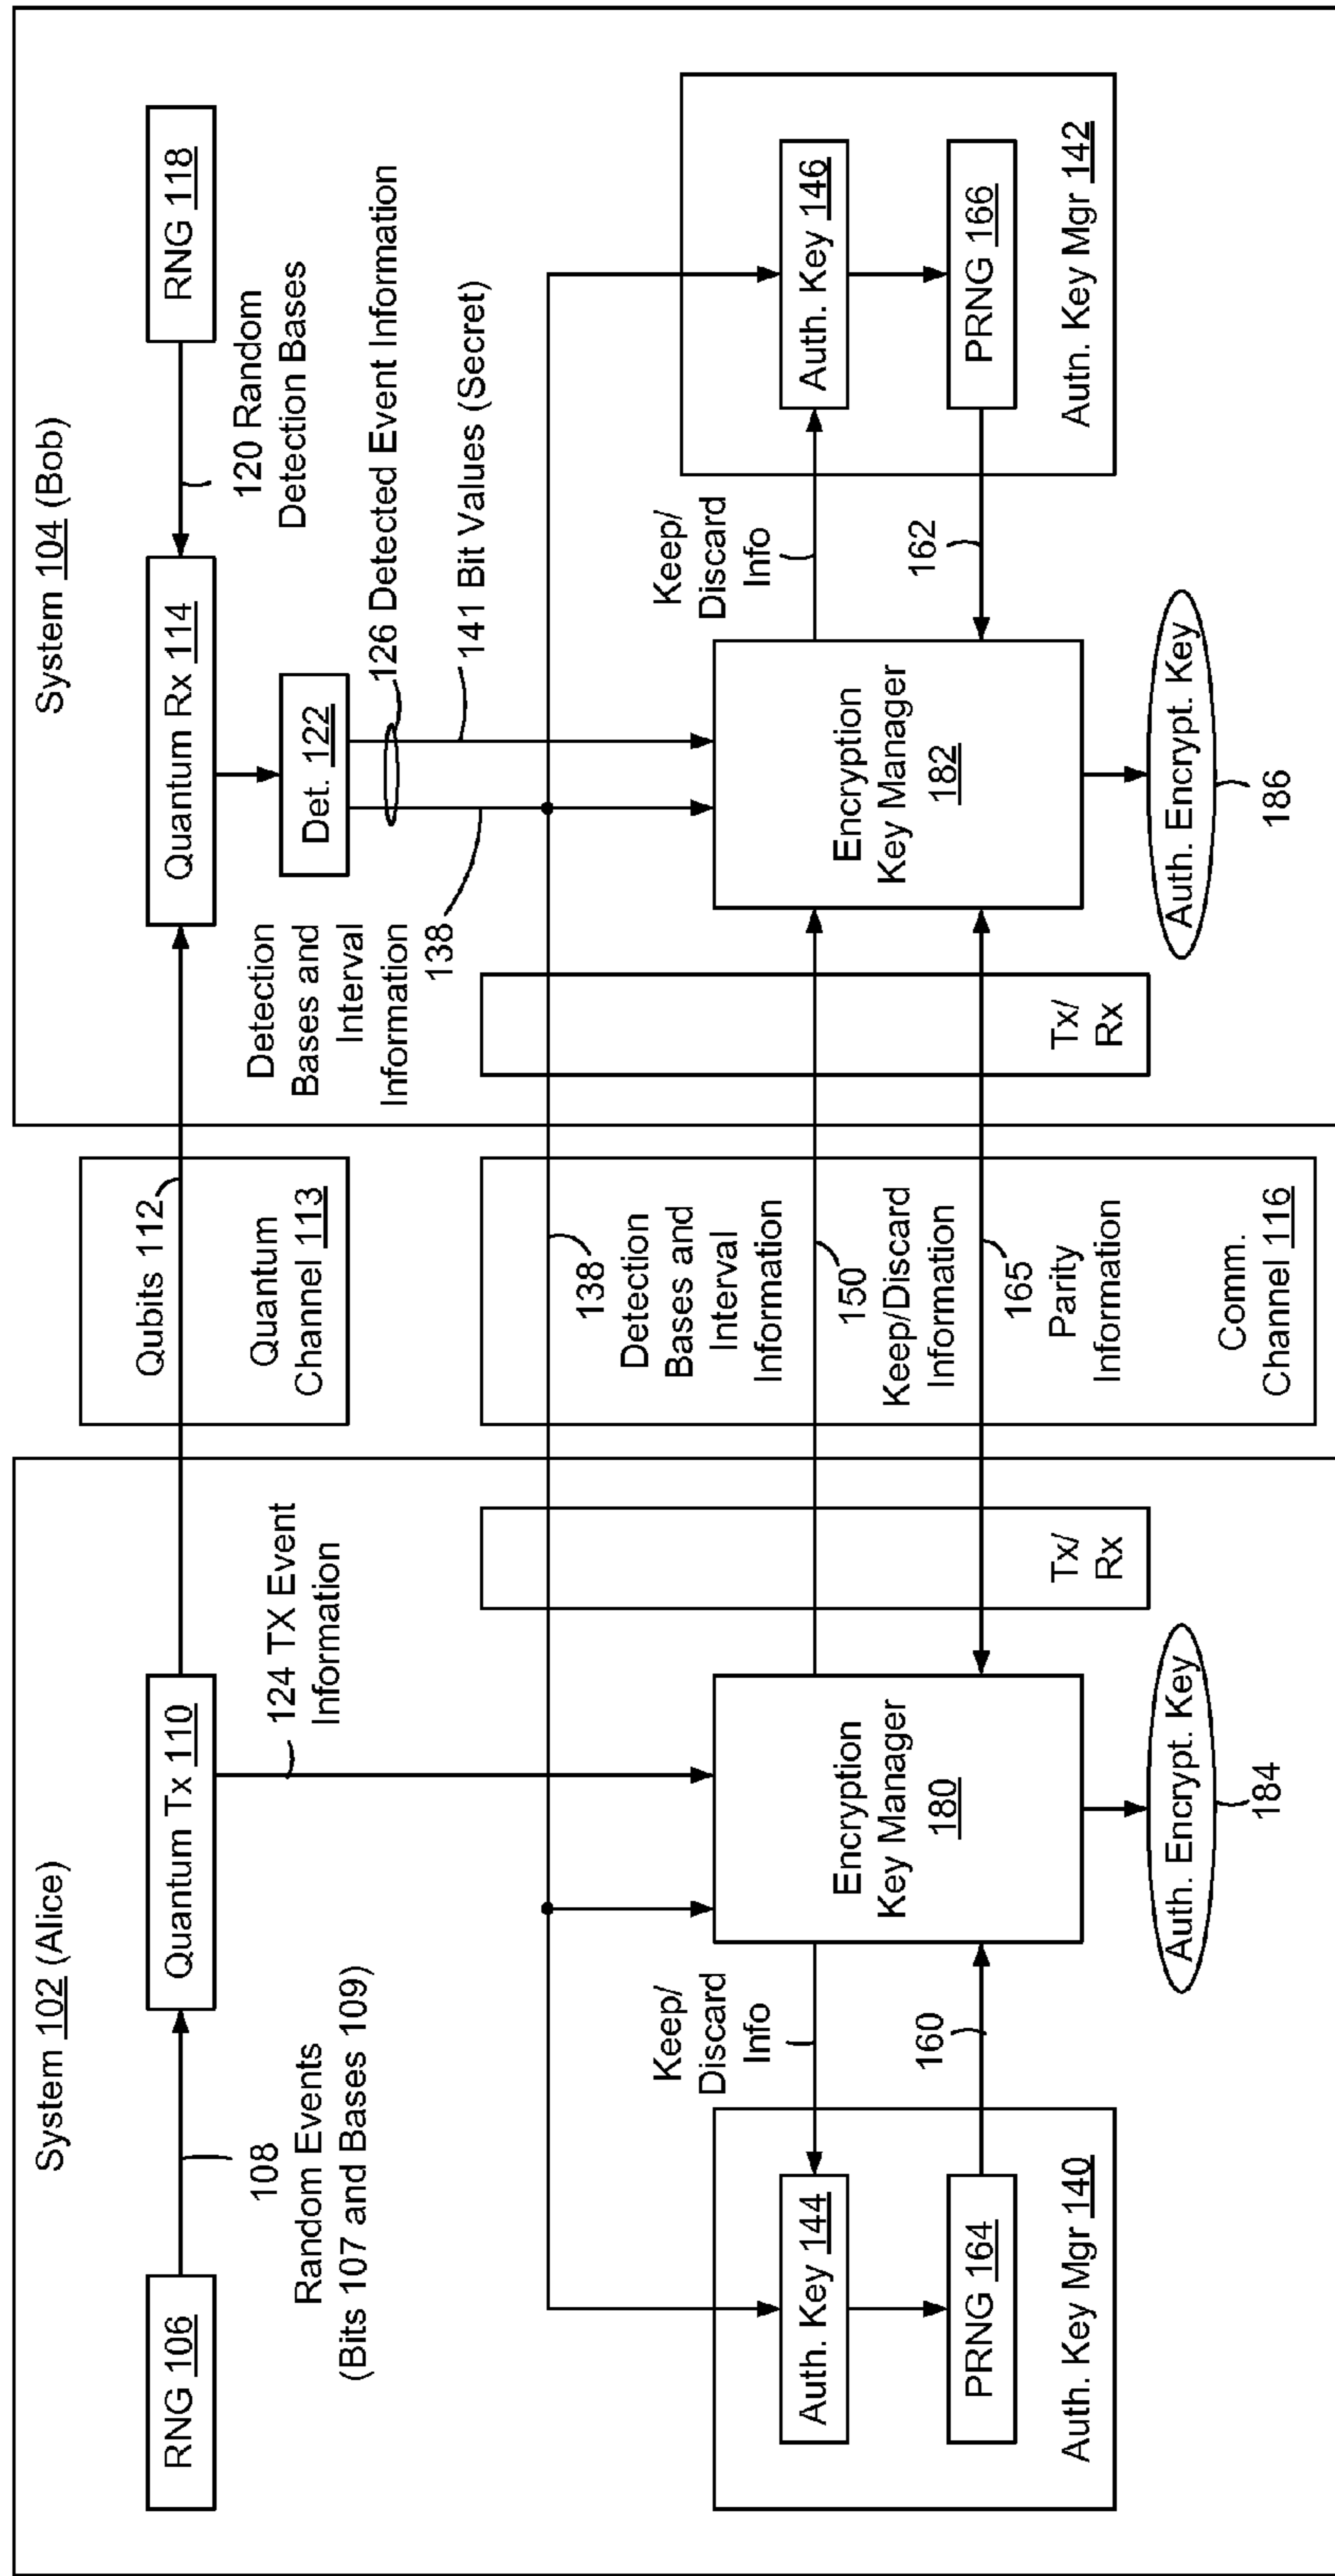 System 102 (Alice)
RNG 106
108
Random Events
(Bits 107 and Bases 109)
Quantum Tx 110
124 TX Event
Information
Keep/
Discard
Info
Auth. Key 144
PRNG 164
Auth. Key Mgr 140
160
Encryption
Key Manager
180
Auth. Encrypt. Key
184
Tx/
Rx
Qubits 112
Quantum
Channel 113
138
Detection
Bases and
Interval
Information
150
Keep/Discard
Information
165
Parity
Information
Comm.
Channel 116
System 104 (Bob)
Quantum Rx 114
RNG 118
120 Random
Detection Bases
Det. 122
126 Detected Event Information
141 Bit Values (Secret)
Detection
Bases and
Interval
Information
138
Tx/
Rx
Encryption
Key Manager
182
Auth. Encrypt. Key
186
Keep/
Discard
Info
162
Auth. Key 146
PRNG 166
Autn. Key Mgr 142